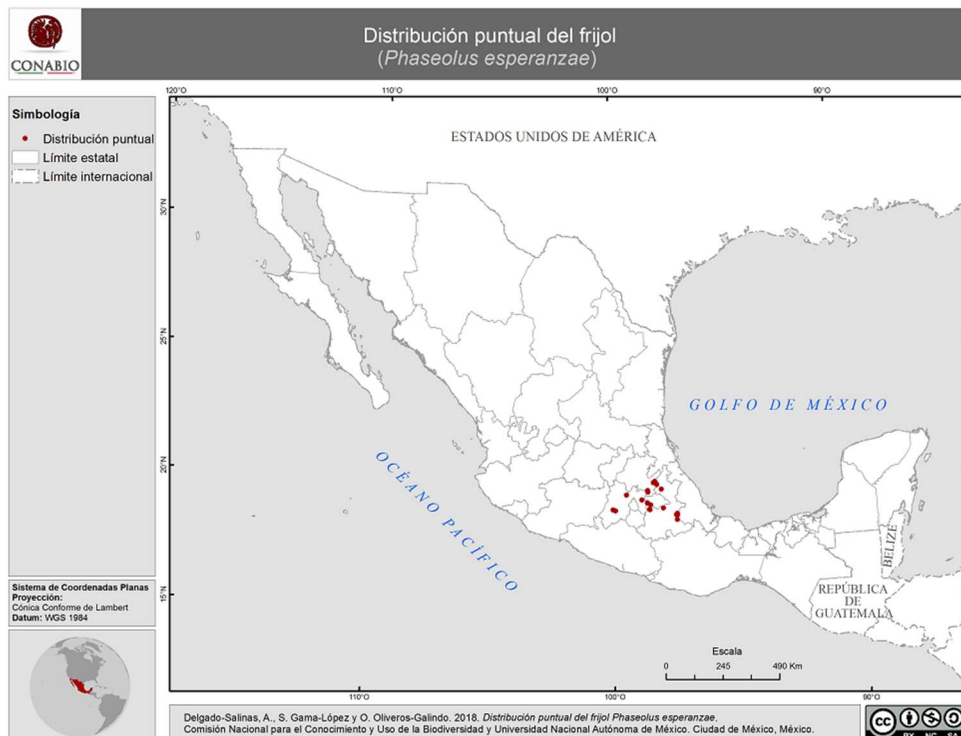 CONABIO
Distribución puntual del frijol
(Phaseolus esperanzae)
Simbología
Distribución puntual
Límite estatal
Límite internacional
120°O
110°O
100°O
90°O
30°N
25°N
20°N
15°N
ESTADOS UNIDOS DE AMÉRICA
GOLFO DE MÉXICO
OCÉANO PACÍFICO
BELIZE
REPÚBLICA
DE
GUATEMALA
Escala
0 245 490 Km
110°O
100°O
90°O
Sistema de Coordenadas Planas
Proyección:
Cónica Conforme de Lambert
Datum: WGS 1984
Delgado-Salinas, A., S. Gama-López y O. Oliveros-Galindo. 2018. Distribución puntual del frijol Phaseolus esperanzae.
Comisión Nacional para el Conocimiento y Uso de la Biodiversidad y Universidad Nacional Autónoma de México. Ciudad de México, México.
cc
BY NC SA